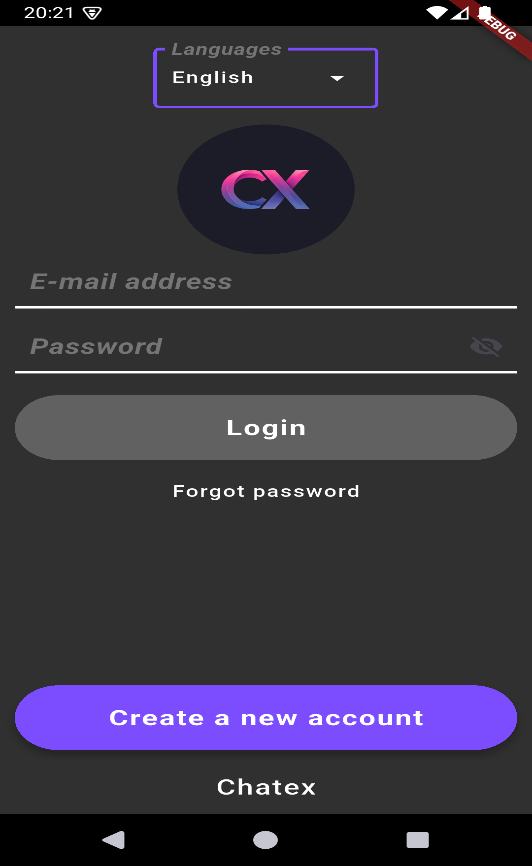 20:21
DEBUG
Languages
English
CX
E-mail address
Password
Login
Forgot password
Create a new account
Chatex